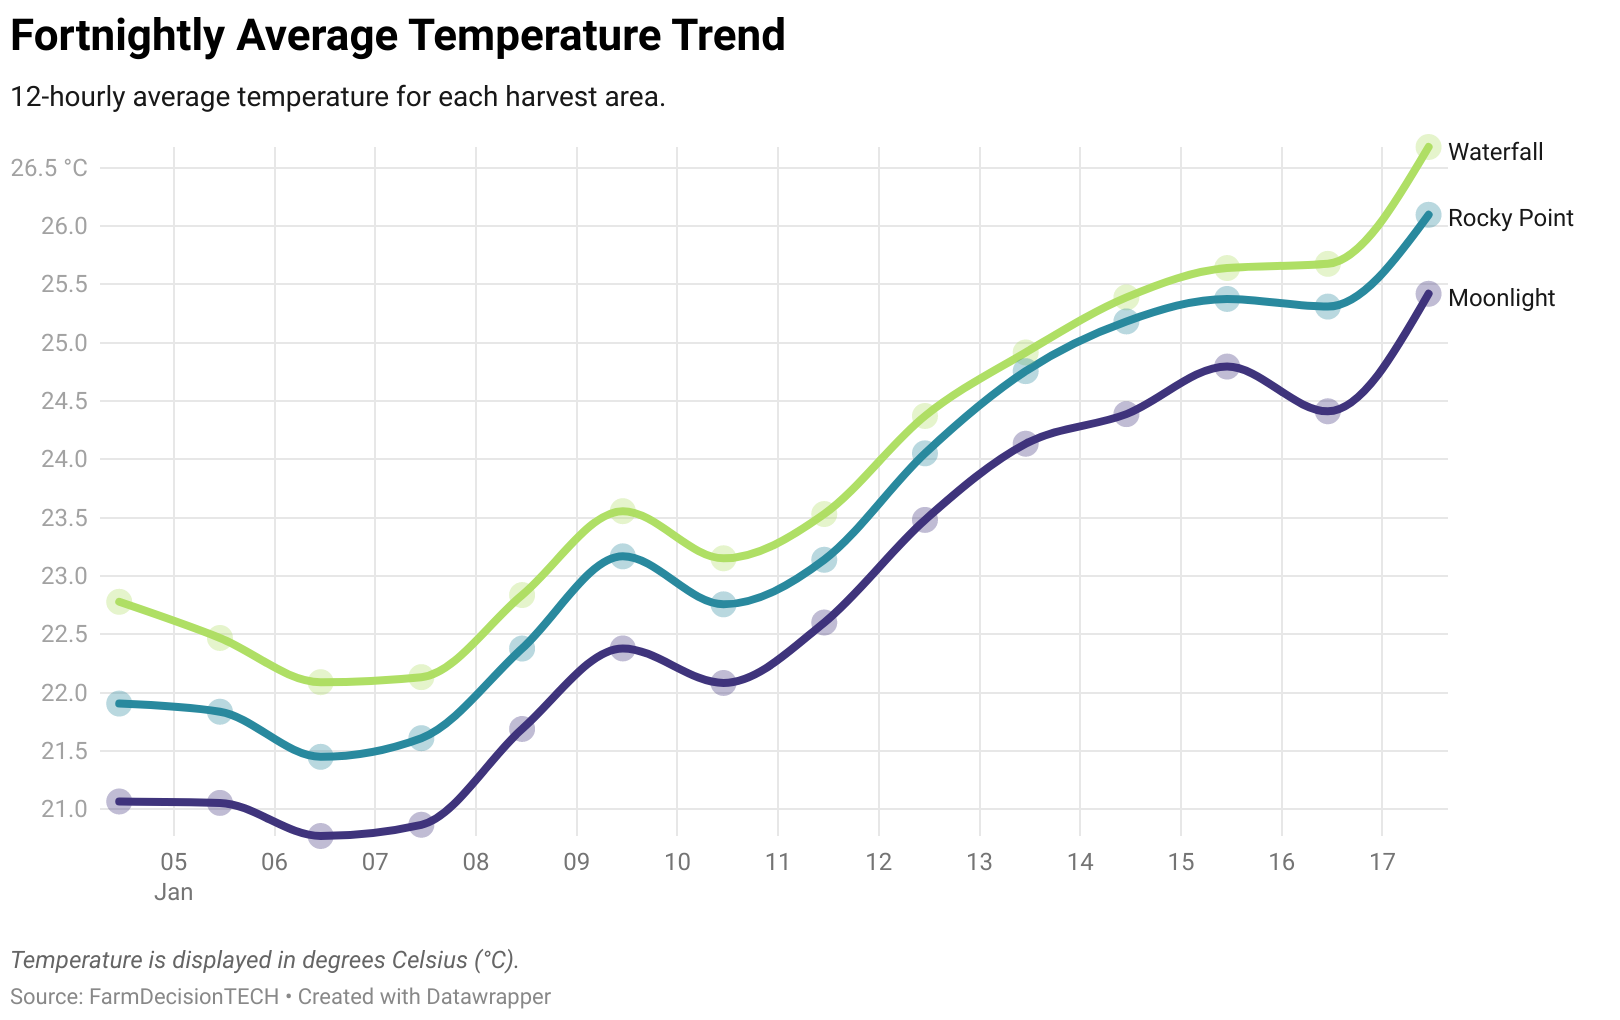 Fortnightly Average Temperature Trend
12-hourly average temperature for each harvest area.
26.5 °C
26.0
25.5
25.0
24.5
24.0
23.5
23.0
22.5
22.0
21.5
21.0
Waterfall
Rocky Point
Moonlight
05 06 07 08 09 10 11 12 13 14 15 16 17
Jan
Temperature is displayed in degrees Celsius (°C).
Source: FarmDecisionTECH • Created with Datawrapper